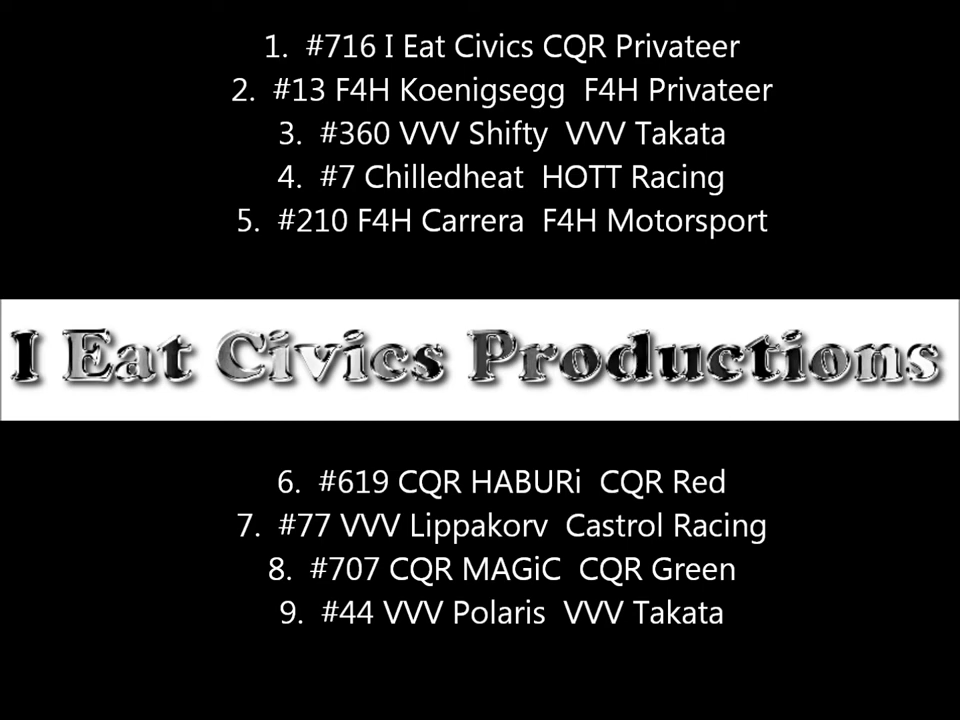 1. #716 I Eat Civics CQR Privateer
2. #13 F4H Koenigsegg F4H Privateer
3. #360 VVV Shifty VVV Takata
4. #7 Chilledheat HOTT Racing
5. #210 F4H Carrera F4H Motorsport
I Eat Civics Productions
6. #619 CQR HABURi CQR Red
7. #77 VVV Lippakorv Castrol Racing
8. #707 CQR MAGiC CQR Green
9. #44 VVV Polaris VVV Takata